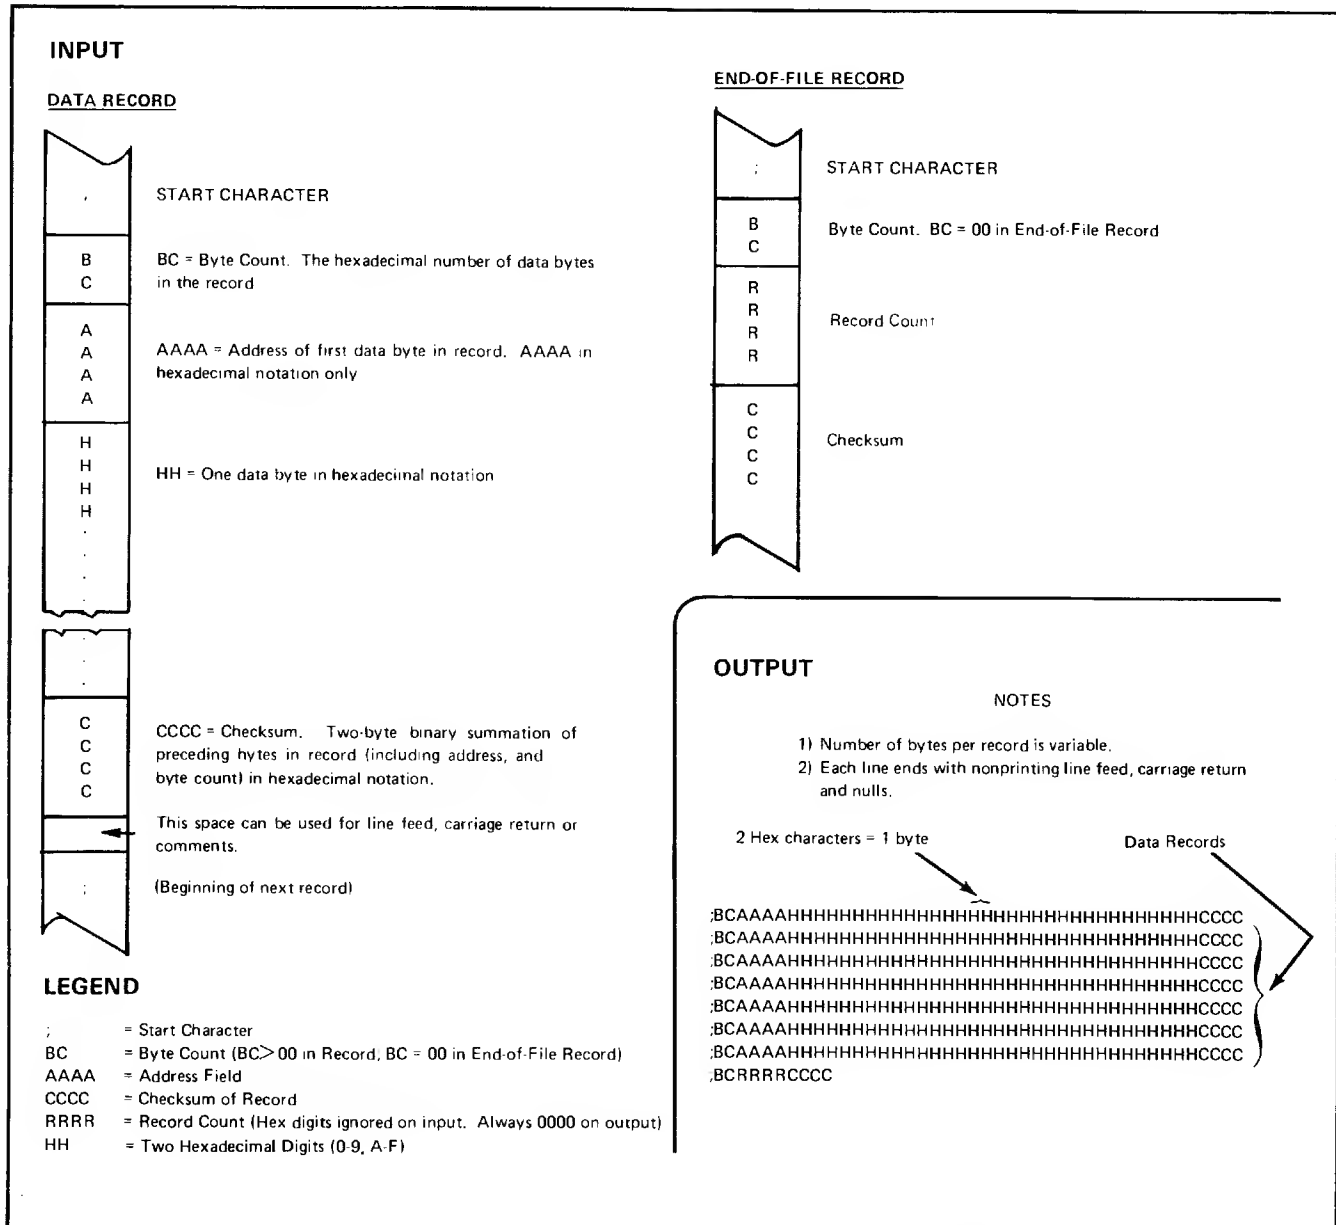 INPUT
DATA RECORD
;
START CHARACTER
B
C
BC = Byte Count. The hexadecimal number of data bytes
in the record
A
A
A
A
AAAA = Address of first data byte in record. AAAA in
hexadecimal notation only
H
H
H
H
.
.
.
.
HH = One data byte in hexadecimal notation
.
.
.
C
C
C
C
CCCC = Checksum. Two-byte binary summation of
preceding bytes in record (including address, and
byte count) in hexadecimal notation.
This space can be used for line feed, carriage return or
comments.
;
(Beginning of next record)
LEGEND
; = Start Character
BC = Byte Count (BC>00 in Record, BC = 00 in End-of-File Record)
AAAA = Address Field
CCCC = Checksum of Record
RRRR = Record Count (Hex digits ignored on input. Always 0000 on output)
HH = Two Hexadecimal Digits (0-9, A-F)
END-OF-FILE RECORD
;
START CHARACTER
B
C
Byte Count. BC = 00 in End-of-File Record
R
R
R
R
Record Count
C
C
C
C
Checksum
OUTPUT
NOTES
1) Number of bytes per record is variable.
2) Each line ends with nonprinting line feed, carriage return
and nulls.
2 Hex characters = 1 byte
Data Records
;BCAAAAHHHHHHHHHHHHHHHHHHHHHHHHHHHHHHHHCCCC
;BCAAAAHHHHHHHHHHHHHHHHHHHHHHHHHHHHHHHHCCCC
;BCAAAAHHHHHHHHHHHHHHHHHHHHHHHHHHHHHHHHCCCC
;BCAAAAHHHHHHHHHHHHHHHHHHHHHHHHHHHHHHHHCCCC
;BCAAAAHHHHHHHHHHHHHHHHHHHHHHHHHHHHHHHHCCCC
;BCAAAAHHHHHHHHHHHHHHHHHHHHHHHHHHHHHHHHCCCC
;BCAAAAHHHHHHHHHHHHHHHHHHHHHHHHHHHHHHHHCCCC
;BCRRRRCCCC